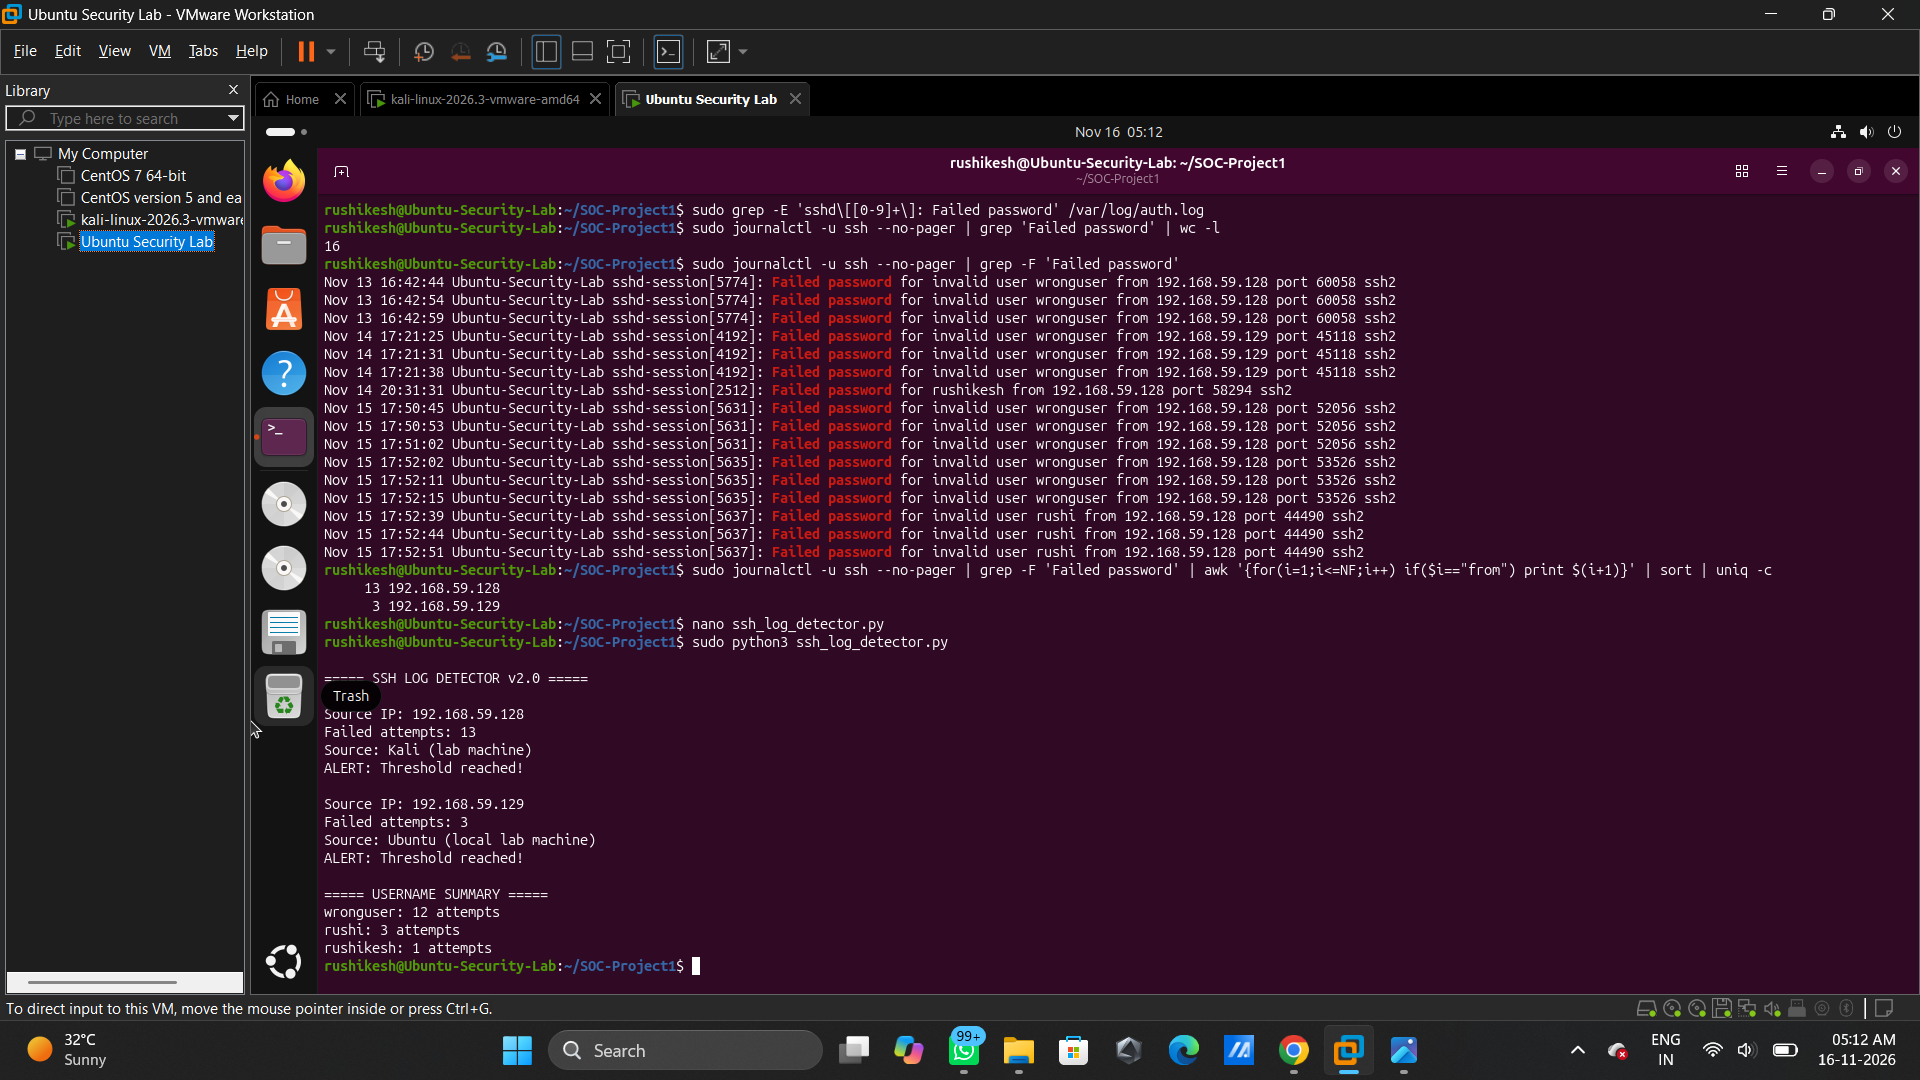 Ubuntu Security Lab - VMware Workstation
File Edit View VM Tabs Help
Library
Type here to search
My Computer
CentOS 7 64-bit
CentOS version 5 and ea
kali-linux-2026.3-vmware
Ubuntu Security Lab
Home
kali-linux-2026.3-vmware-amd64
Ubuntu Security Lab
Nov 16 05:12
rushikesh@Ubuntu-Security-Lab: ~/SOC-Project1
~/SOC-Project1
rushikesh@Ubuntu-Security-Lab:~/SOC-Project1$ sudo grep -E 'sshd\[[0-9]+\]: Failed password' /var/log/auth.log
rushikesh@Ubuntu-Security-Lab:~/SOC-Project1$ sudo journalctl -u ssh --no-pager | grep 'Failed password' | wc -l
16
rushikesh@Ubuntu-Security-Lab:~/SOC-Project1$ sudo journalctl -u ssh --no-pager | grep -F 'Failed password'
Nov 13 16:42:44 Ubuntu-Security-Lab sshd-session[5774]: Failed password for invalid user wronguser from 192.168.59.128 port 60058 ssh2
Nov 13 16:42:54 Ubuntu-Security-Lab sshd-session[5774]: Failed password for invalid user wronguser from 192.168.59.128 port 60058 ssh2
Nov 13 16:42:59 Ubuntu-Security-Lab sshd-session[5774]: Failed password for invalid user wronguser from 192.168.59.128 port 60058 ssh2
Nov 14 17:21:25 Ubuntu-Security-Lab sshd-session[4192]: Failed password for invalid user wronguser from 192.168.59.129 port 45118 ssh2
Nov 14 17:21:31 Ubuntu-Security-Lab sshd-session[4192]: Failed password for invalid user wronguser from 192.168.59.129 port 45118 ssh2
Nov 14 17:21:38 Ubuntu-Security-Lab sshd-session[4192]: Failed password for invalid user wronguser from 192.168.59.129 port 45118 ssh2
Nov 14 20:31:31 Ubuntu-Security-Lab sshd-session[2512]: Failed password for rushikesh from 192.168.59.128 port 58294 ssh2
Nov 15 17:50:45 Ubuntu-Security-Lab sshd-session[5631]: Failed password for invalid user wronguser from 192.168.59.128 port 52056 ssh2
Nov 15 17:50:53 Ubuntu-Security-Lab sshd-session[5631]: Failed password for invalid user wronguser from 192.168.59.128 port 52056 ssh2
Nov 15 17:51:02 Ubuntu-Security-Lab sshd-session[5631]: Failed password for invalid user wronguser from 192.168.59.128 port 52056 ssh2
Nov 15 17:52:02 Ubuntu-Security-Lab sshd-session[5635]: Failed password for invalid user wronguser from 192.168.59.128 port 53526 ssh2
Nov 15 17:52:11 Ubuntu-Security-Lab sshd-session[5635]: Failed password for invalid user wronguser from 192.168.59.128 port 53526 ssh2
Nov 15 17:52:15 Ubuntu-Security-Lab sshd-session[5635]: Failed password for invalid user wronguser from 192.168.59.128 port 53526 ssh2
Nov 15 17:52:39 Ubuntu-Security-Lab sshd-session[5637]: Failed password for invalid user rushi from 192.168.59.128 port 44490 ssh2
Nov 15 17:52:44 Ubuntu-Security-Lab sshd-session[5637]: Failed password for invalid user rushi from 192.168.59.128 port 44490 ssh2
Nov 15 17:52:51 Ubuntu-Security-Lab sshd-session[5637]: Failed password for invalid user rushi from 192.168.59.128 port 44490 ssh2
rushikesh@Ubuntu-Security-Lab:~/SOC-Project1$ sudo journalctl -u ssh --no-pager | grep -F 'Failed password' | awk '{for(i=1;i<=NF;i++) if($i=="from") print $(i+1)}' | sort | uniq -c
13 192.168.59.128
3 192.168.59.129
rushikesh@Ubuntu-Security-Lab:~/SOC-Project1$ nano ssh_log_detector.py
rushikesh@Ubuntu-Security-Lab:~/SOC-Project1$ sudo python3 ssh_log_detector.py
===== SSH LOG DETECTOR v2.0 =====
Trash
Source IP: 192.168.59.128
Failed attempts: 13
Source: Kali (lab machine)
ALERT: Threshold reached!
Source IP: 192.168.59.129
Failed attempts: 3
Source: Ubuntu (local lab machine)
ALERT: Threshold reached!
===== USERNAME SUMMARY =====
wronguser: 12 attempts
rushi: 3 attempts
rushikesh: 1 attempts
rushikesh@Ubuntu-Security-Lab:~/SOC-Project1$
To direct input to this VM, move the mouse pointer inside or press Ctrl+G.
32°C
Sunny
Search
99+
ENG
IN
05:12 AM
16-11-2026